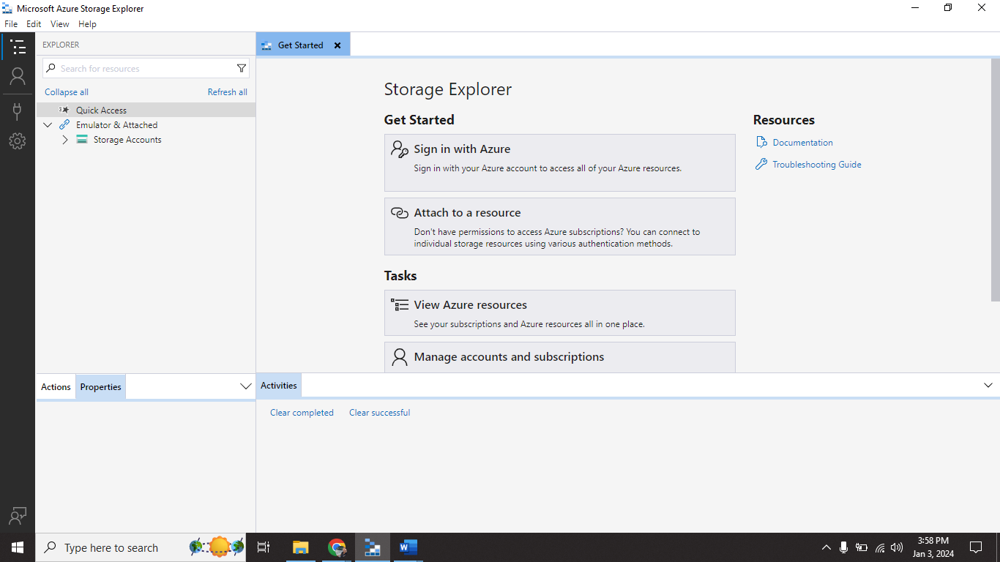 Microsoft Azure Storage Explorer
File Edit View Help
EXPLORER
Search for resources
Collapse all Refresh all
Quick Access
Emulator & Attached
Storage Accounts
Get Started
Storage Explorer
Get Started
Sign in with Azure
Sign in with your Azure account to access all of your Azure resources.
Attach to a resource
Don't have permissions to access Azure subscriptions? You can connect to
individual storage resources using various authentication methods.
Tasks
View Azure resources
See your subscriptions and Azure resources all in one place.
Manage accounts and subscriptions
Resources
Documentation
Troubleshooting Guide
Actions Properties
Activities
Clear completed Clear successful
Type here to search
W
3:58 PM
Jan 3, 2024